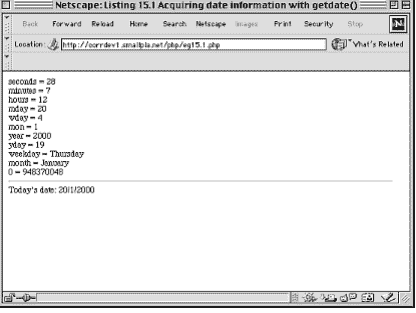 Netscape: Listing 15.1 Acquiring date information with getdate()
Back Forward Reload Home Search Netscape Images Print Security Stop
Location: http://corrdev1.smallpla.net/php/eg15.1.php What's Related
seconds = 28
minutes = 7
hours = 12
mday = 20
wday = 4
mon = 1
year = 2000
yday = 19
weekday = Thursday
month = January
0 = 948370048
Today's date: 20/1/2000